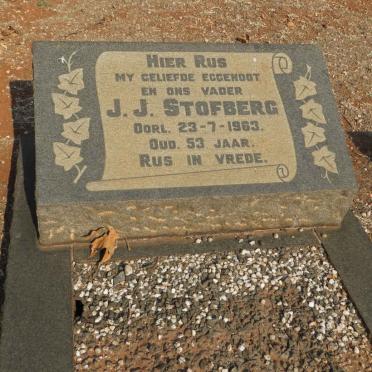 Hier Rus
my geliefde eggenoot
en ons vader
J. J. Stofberg
Oorl. 23-7-1963.
Oud. 53 jaar.
Rus in vrede.